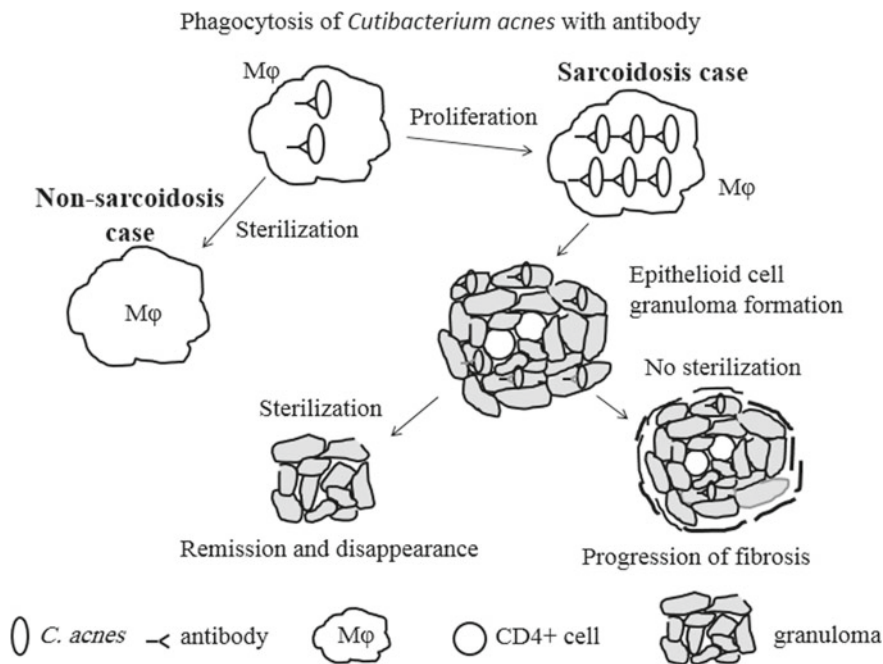 Phagocytosis of Cutibacterium acnes with antibody
Mφ
Sarcoidosis case
Proliferation
Mφ
Non-sarcoidosis
case
Sterilization
Mφ
Epithelioid cell
granuloma formation
No sterilization
Sterilization
Remission and disappearance
Progression of fibrosis
C. acnes
antibody
Mφ
CD4+ cell
granuloma